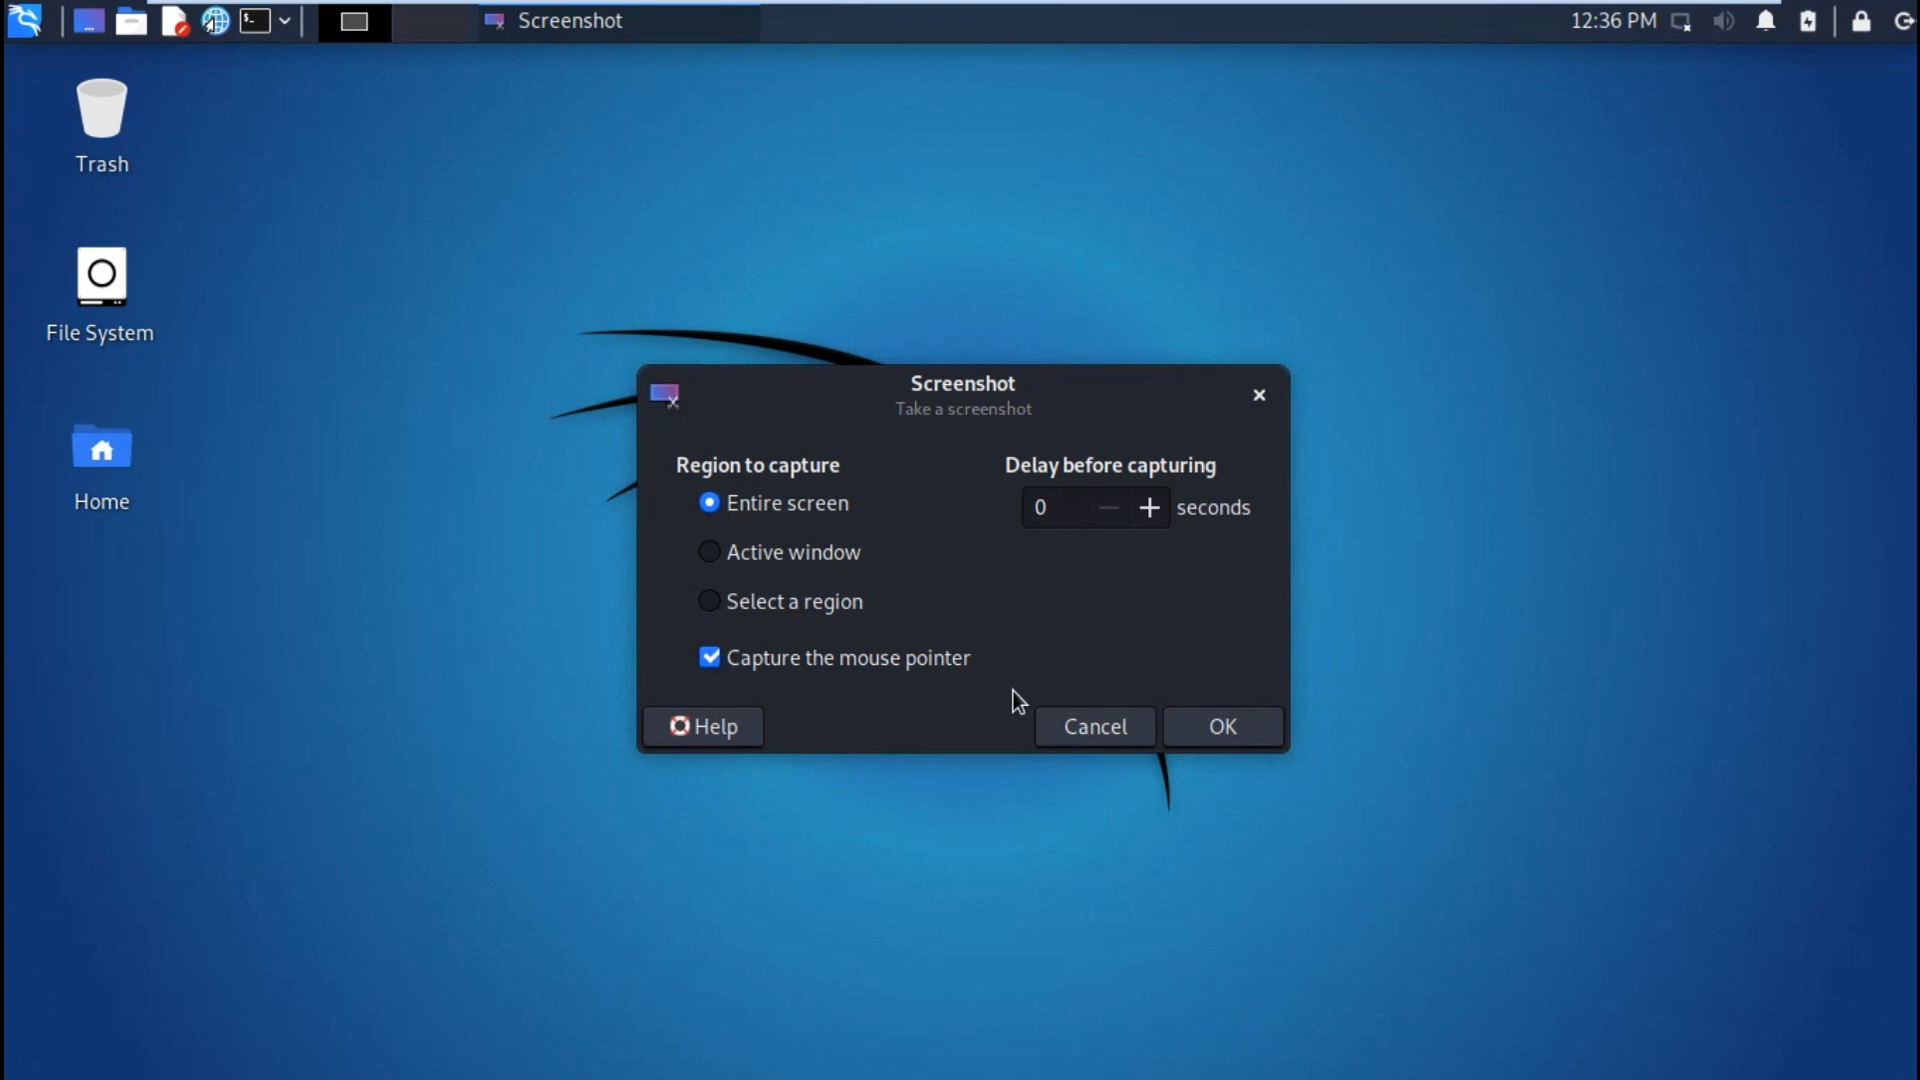 Screenshot
12:36 PM
Trash
File System
Home
Screenshot
Take a screenshot
Region to capture
Entire screen
Active window
Select a region
Capture the mouse pointer
Delay before capturing
0 seconds
Help
Cancel
OK